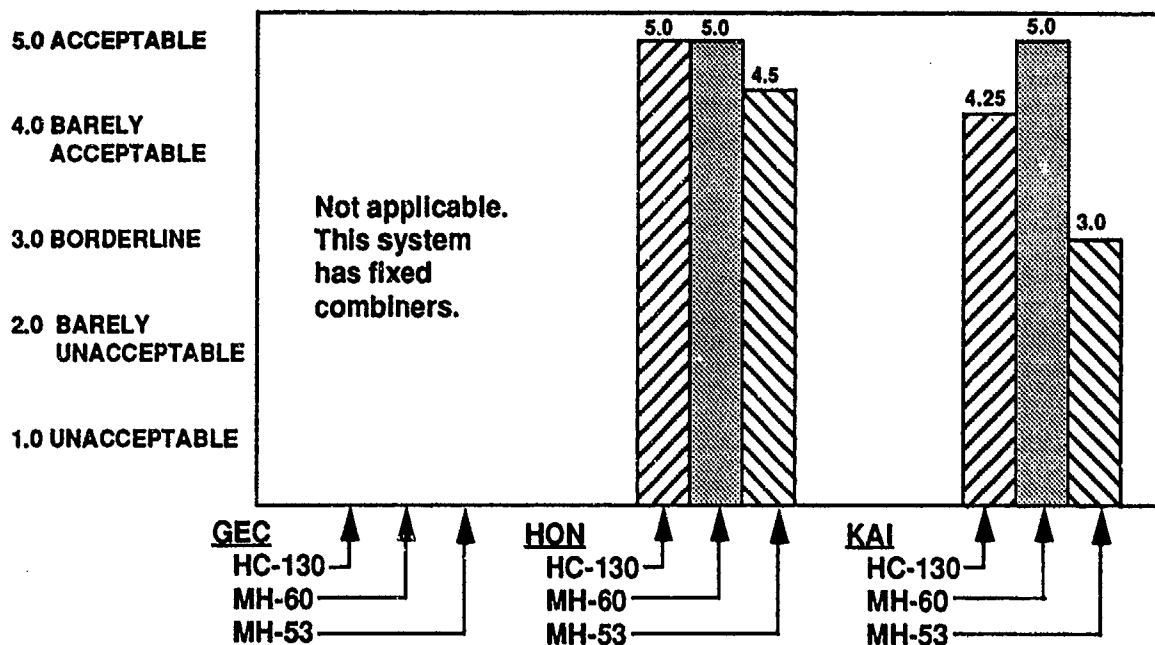 5.0 ACCEPTABLE
4.0 BARELY
ACCEPTABLE
3.0 BORDERLINE
2.0 BARELY
UNACCEPTABLE
1.0 UNACCEPTABLE
Not applicable.
This system
has fixed
combiners.
5.0 5.0
4.5
4.25
5.0
3.0
GEC
HC-130
MH-60
MH-53
HON
HC-130
MH-60
MH-53
KAI
HC-130
MH-60
MH-53